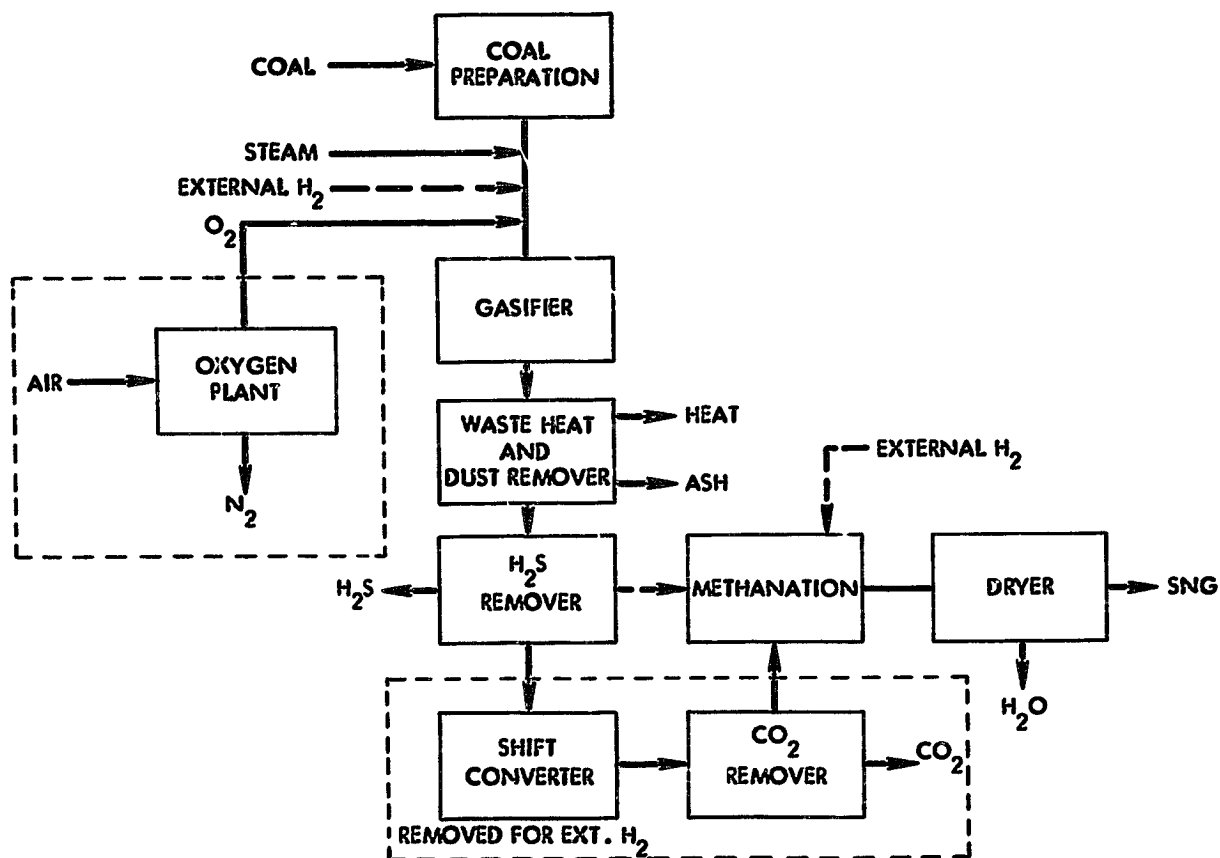 COAL
COAL
PREPARATION
STEAM
EXTERNAL H2
O2
GASIFIER
AIR
OXYGEN
PLANT
N2
WASTE HEAT
AND
DUST REMOVER
HEAT
ASH
EXTERNAL H2
H2S
H2S
REMOVER
METHANATION
DRYER
SNG
H2O
SHIFT
CONVERTER
CO2
REMOVER
CO2
REMOVED FOR EXT. H2